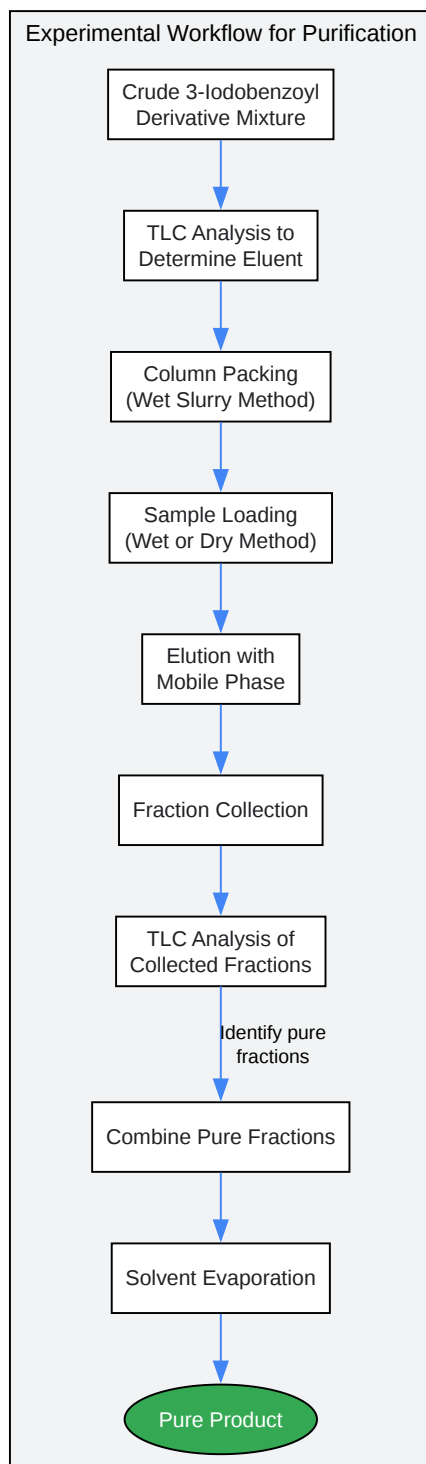 Experimental Workflow for Purification
Crude 3-Iodobenzoyl
Derivative Mixture
TLC Analysis to
Determine Eluent
Column Packing
(Wet Slurry Method)
Sample Loading
(Wet or Dry Method)
Elution with
Mobile Phase
Fraction Collection
TLC Analysis of
Collected Fractions
Identify pure
fractions
Combine Pure Fractions
Solvent Evaporation
Pure Product